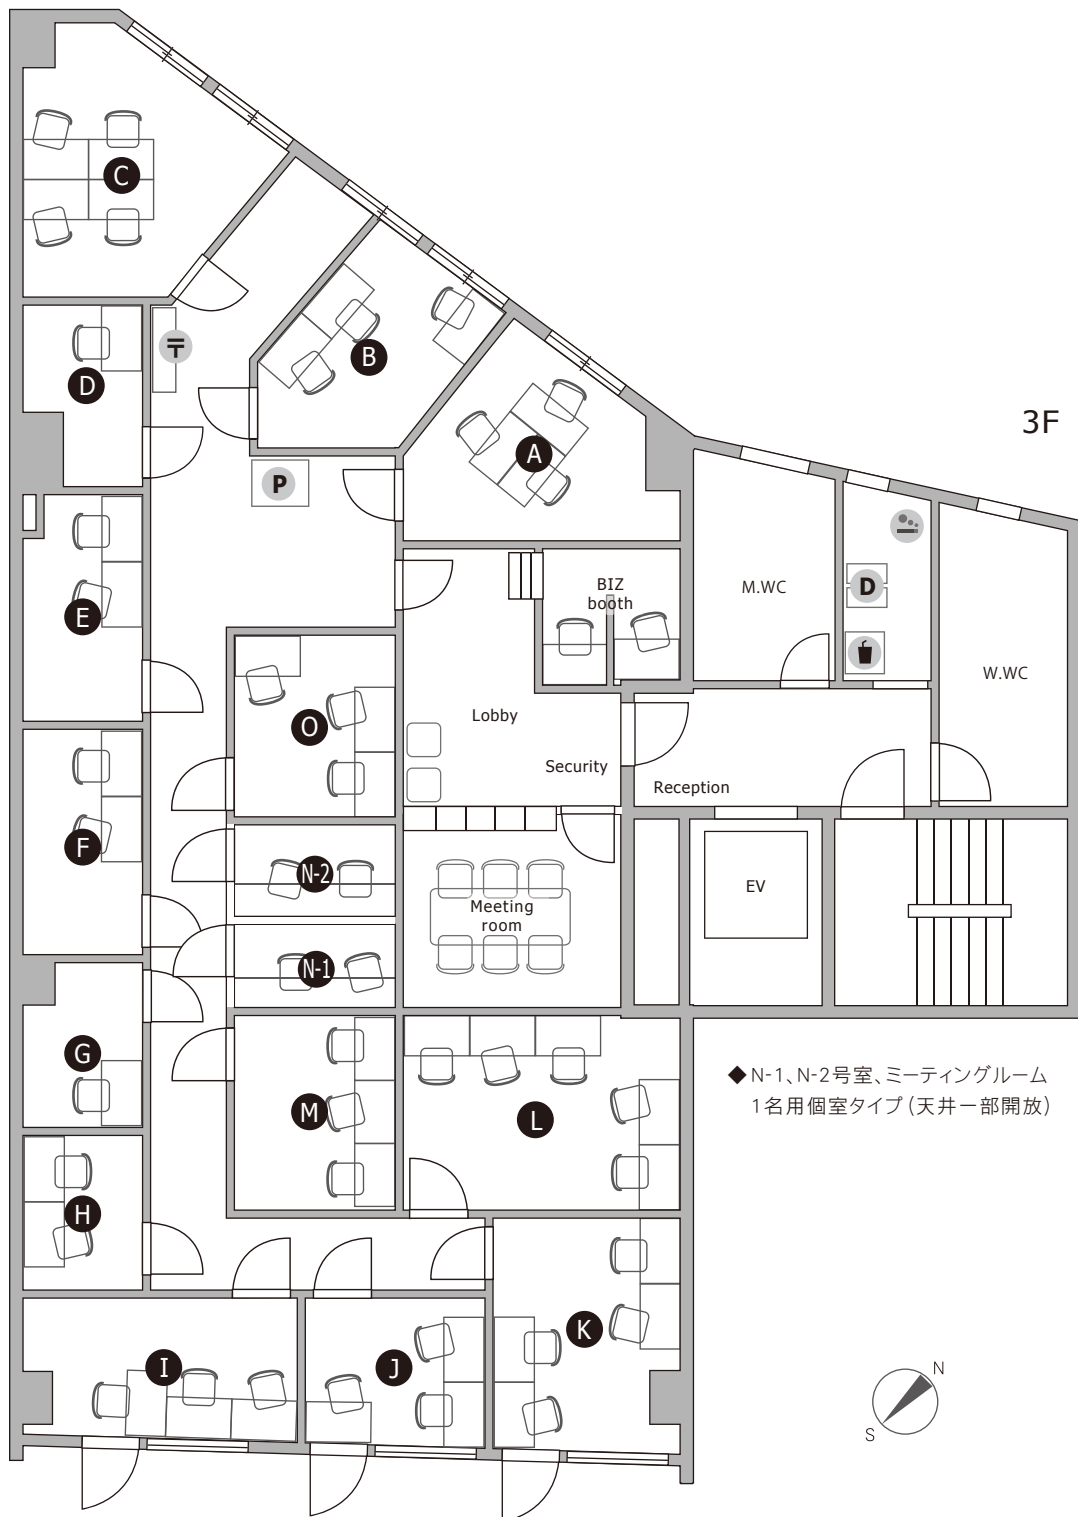 C
〒
D
B
3F
A
P
BIZ
booth
M.WC
D
E
W.WC
O
Lobby
Security
Reception
F
N-2
EV
Meeting
room
N-1
G
◆N-1、N-2号室、ミーティングルーム
1名用個室タイプ(天井一部開放)
M
L
H
K
I
J
N
S